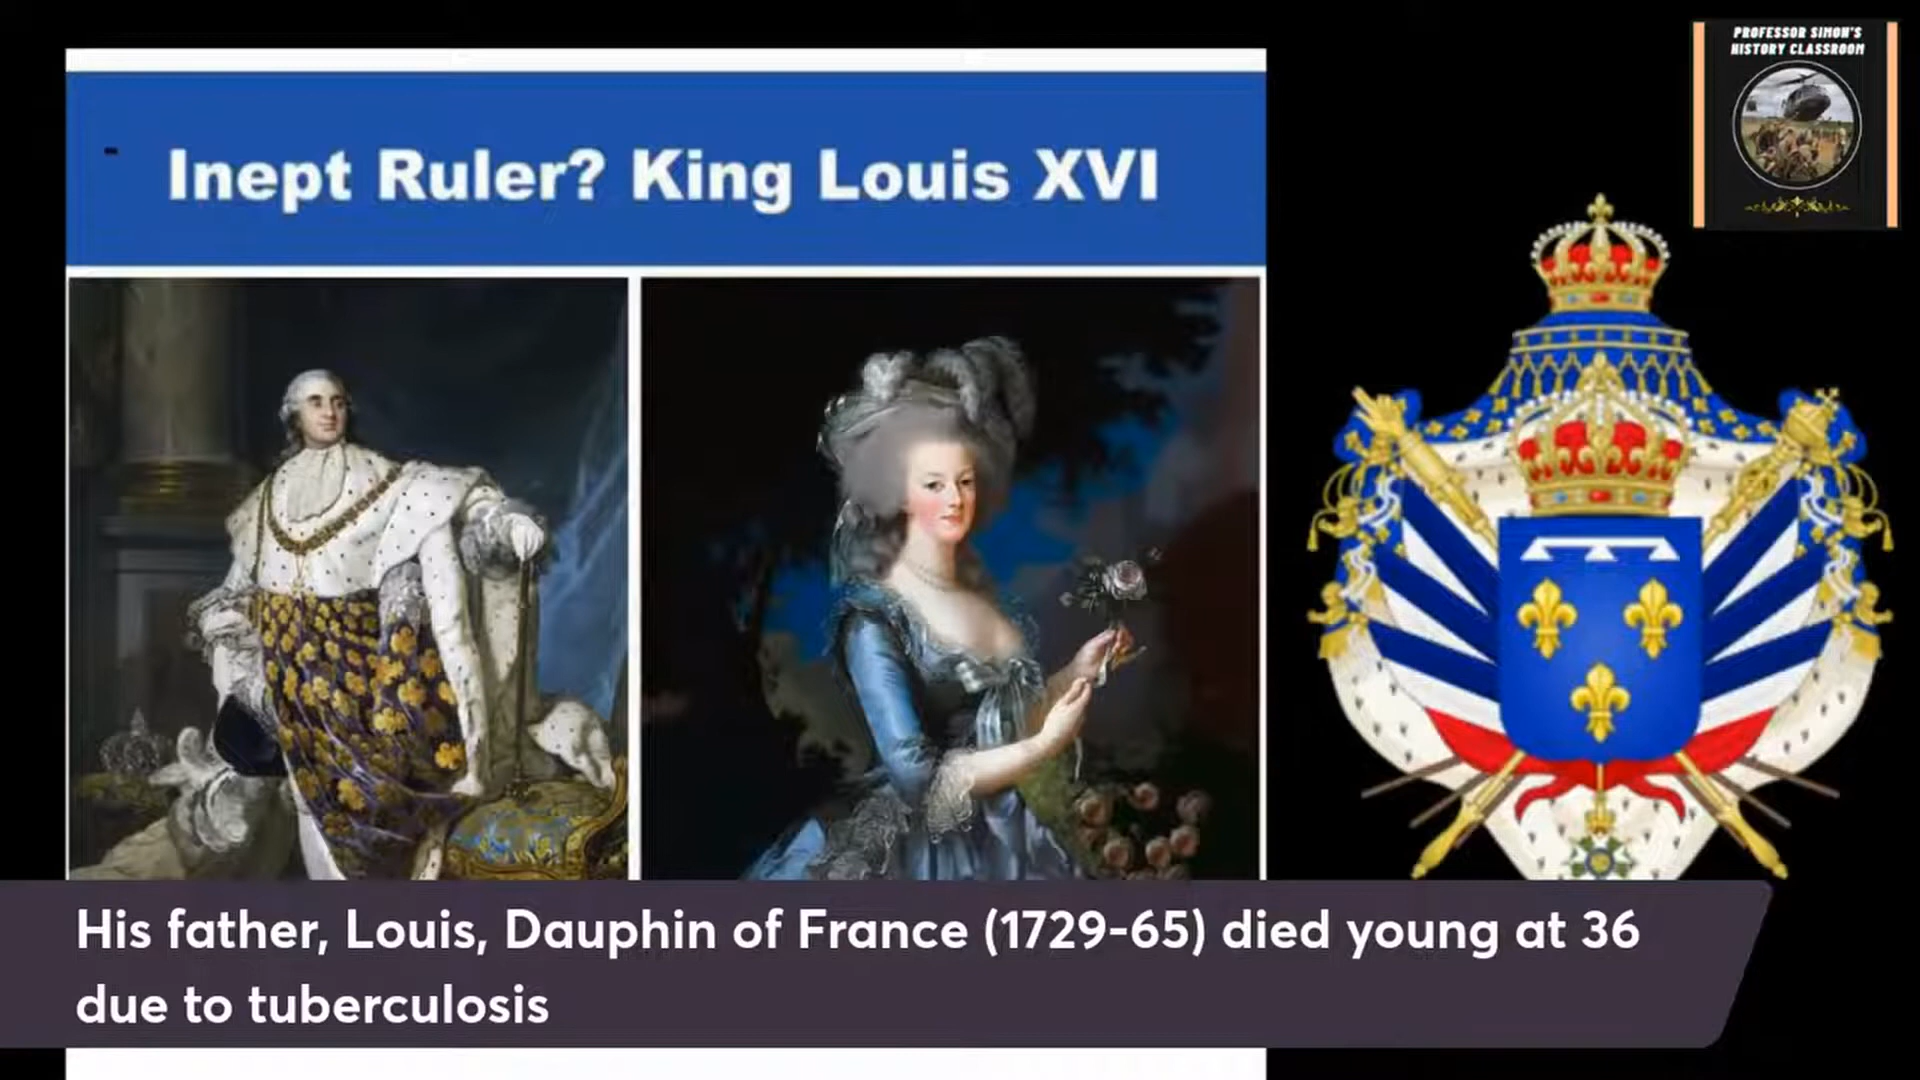 PROFESSOR SIMON'S
HISTORY CLASSROOM
Inept Ruler? King Louis XVI
His father, Louis, Dauphin of France (1729-65) died young at 36
due to tuberculosis